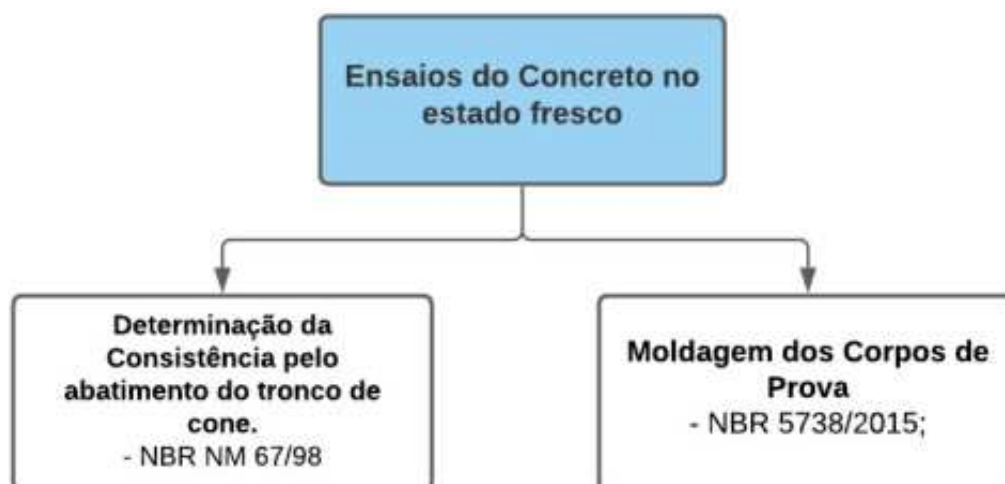 Ensaios do Concreto no
estado fresco
Determinação da
Consistência pelo
abatimento do tronco de
cone.
- NBR NM 67/98
Moldagem dos Corpos de
Prova
- NBR 5738/2015;